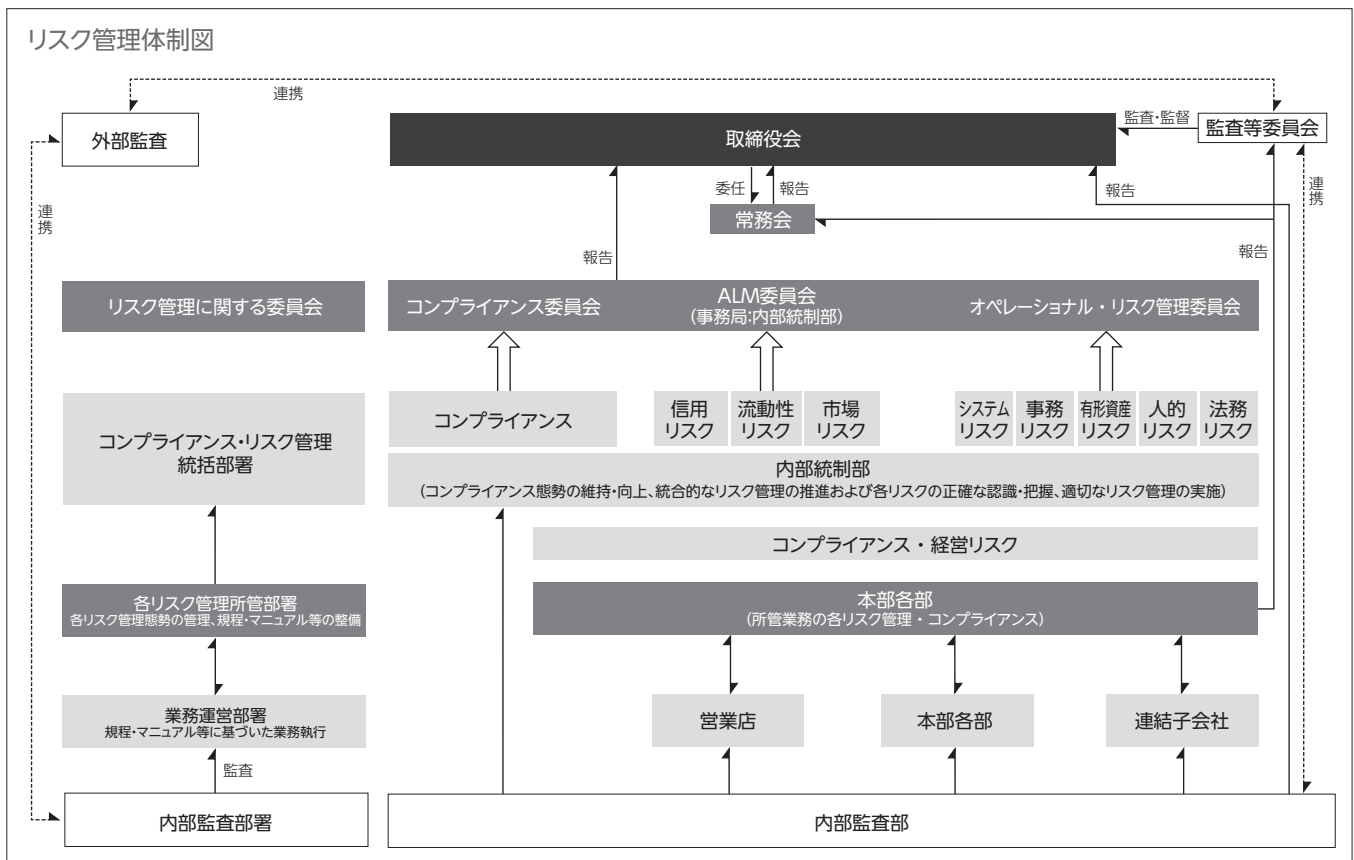 リスク管理体制図
連携
外部監査
取締役会
監査・監督
監査等委員会
連携
委任
報告
報告
連携
常務会
報告
報告
リスク管理に関する委員会
コンプライアンス委員会
ALM委員会
(事務局:内部統制部)
オペレーショナル・リスク管理委員会
コンプライアンス・リスク管理
統括部署
コンプライアンス
信用
リスク
流動性
リスク
市場
リスク
システム
リスク
事務
リスク
有形資産
リスク
人的
リスク
法務
リスク
内部統制部
(コンプライアンス態勢の維持・向上、統合的なリスク管理の推進および各リスクの正確な認識・把握、適切なリスク管理の実施)
コンプライアンス・経営リスク
各リスク管理所管部署
各リスク管理態勢の管理、規程・マニュアル等の整備
本部各部
(所管業務の各リスク管理・コンプライアンス)
業務運営部署
規程・マニュアル等に基づいた業務執行
営業店
本部各部
連結子会社
監査
内部監査部署
内部監査部